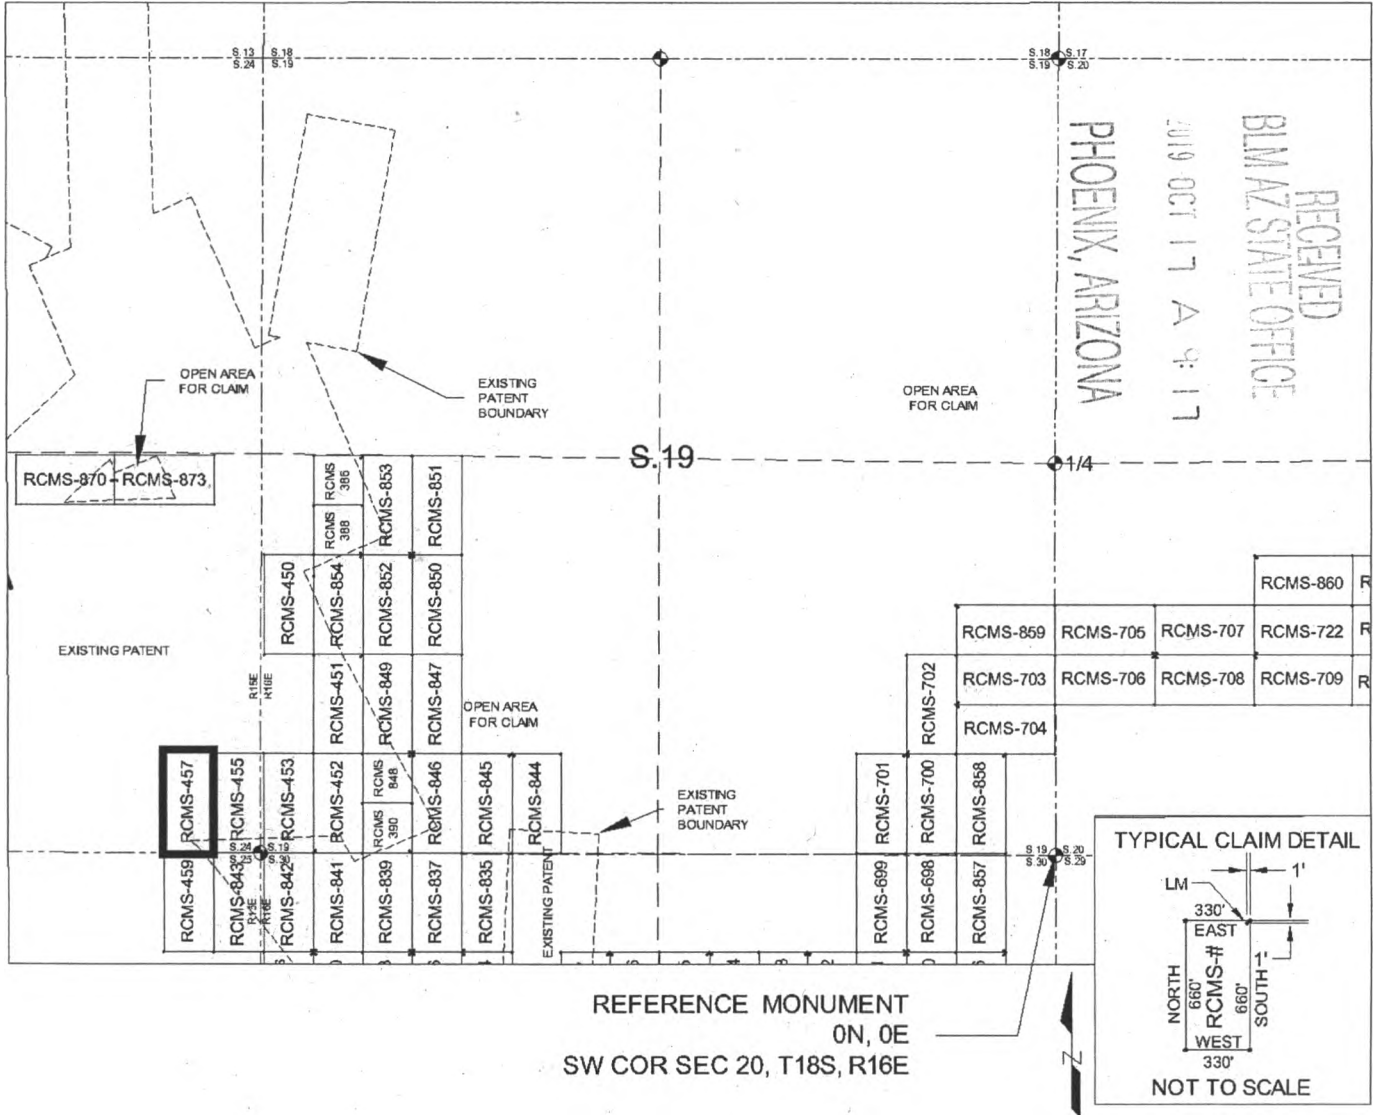 S.13 S.18
S.24 S.19
S.18 S.17
S.19 S.20
RECEIVED
BLM AZ STATE OFFICE
2019 OCT 17 A 9: 17
PHOENIX, ARIZONA
OPEN AREA
FOR CLAIM
EXISTING
PATENT
BOUNDARY
OPEN AREA
FOR CLAIM
S.19
1/4
RCMS-870
RCMS-873
RCMS
386
RCMS
388
RCMS-853
RCMS-851
RCMS-450
RCMS-854
RCMS-852
RCMS-850
RCMS-860
R
RCMS-859
RCMS-705
RCMS-707
RCMS-722
R
EXISTING PATENT
R15E
R16E
RCMS-451
RCMS-849
RCMS-847
OPEN AREA
FOR CLAIM
RCMS-702
RCMS-703
RCMS-706
RCMS-708
RCMS-709
R
RCMS-704
RCMS-457
RCMS-455
RCMS-453
RCMS-452
RCMS
848
RCMS
390
RCMS-846
RCMS-845
RCMS-844
EXISTING
PATENT
BOUNDARY
RCMS-701
RCMS-700
RCMS-858
S.24 S.19
S.25 S.30
S 19 S.20
S.30 S.29
RCMS-459
RCMS-843
R15E
R16E
RCMS-842
RCMS-841
RCMS-839
RCMS-837
RCMS-835
EXISTING PATENT
RCMS-699
RCMS-698
RCMS-857
TYPICAL CLAIM DETAIL
LM
1'
330'
EAST
NORTH
660'
RCMS-#
660'
SOUTH
1'
WEST
330'
NOT TO SCALE
REFERENCE MONUMENT
0N, 0E
SW COR SEC 20, T18S, R16E
N